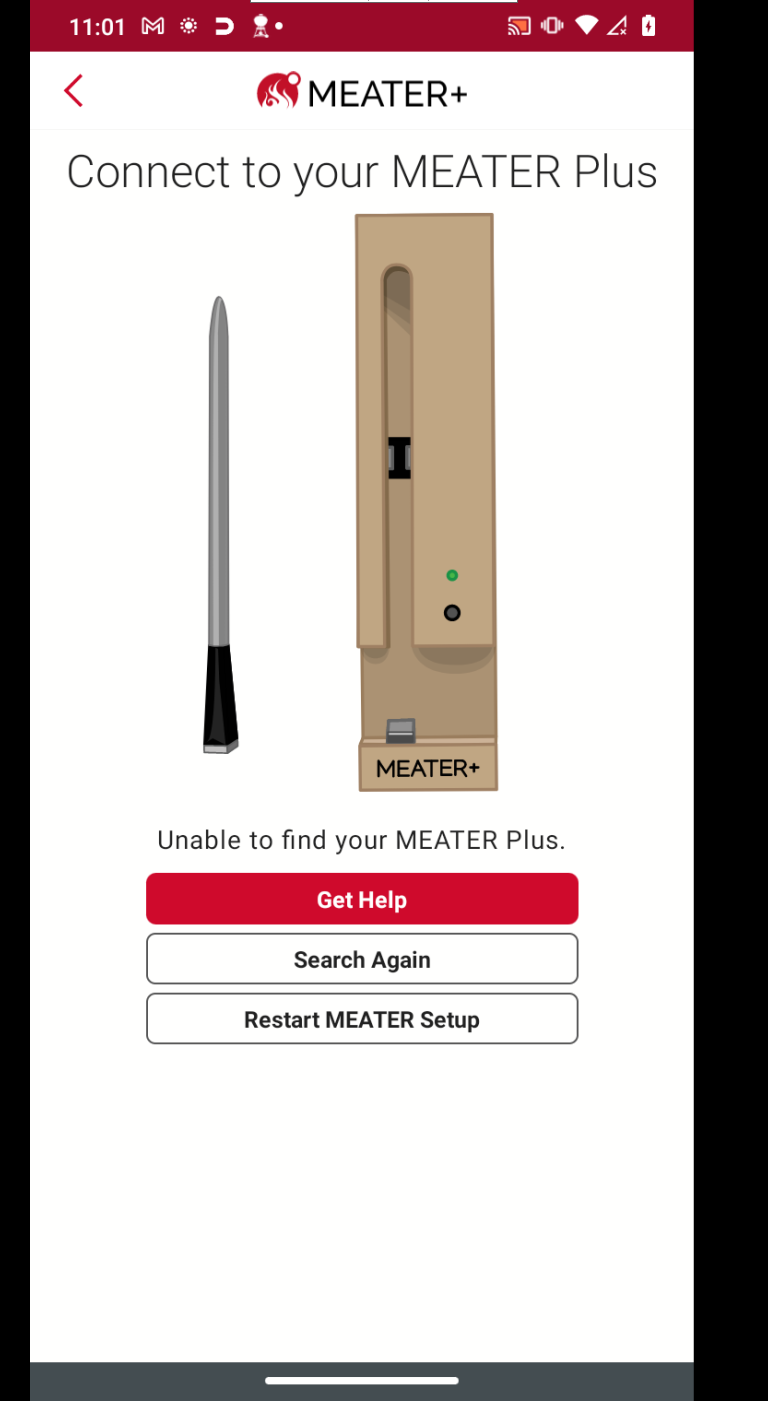 11:01
MEATER+
Connect to your MEATER Plus
MEATER+
Unable to find your MEATER Plus.
Get Help
Search Again
Restart MEATER Setup